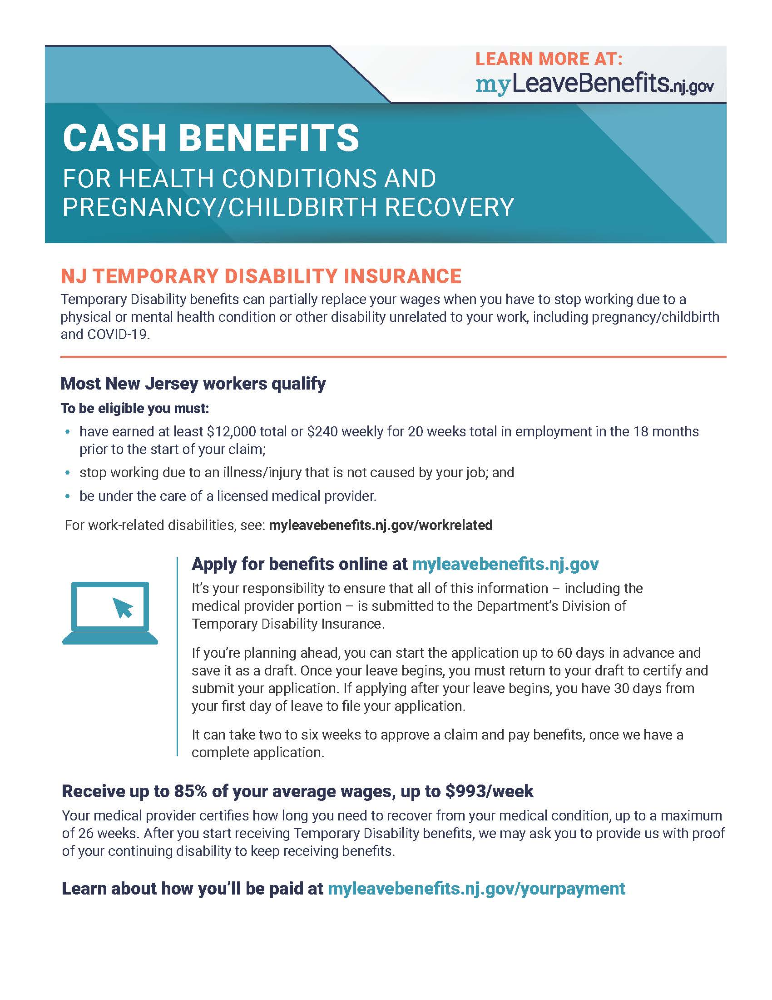 LEARN MORE AT:
myLeaveBenefits.nj.gov
CASH BENEFITS
FOR HEALTH CONDITIONS AND
PREGNANCY/CHILDBIRTH RECOVERY
NJ TEMPORARY DISABILITY INSURANCE
Temporary Disability benefits can partially replace your wages when you have to stop working due to a
physical or mental health condition or other disability unrelated to your work, including pregnancy/childbirth
and COVID-19.
Most New Jersey workers qualify
To be eligible you must:
• have earned at least $12,000 total or $240 weekly for 20 weeks total in employment in the 18 months
prior to the start of your claim;
• stop working due to an illness/injury that is not caused by your job; and
• be under the care of a licensed medical provider.
For work-related disabilities, see: myleavebenefits.nj.gov/workrelated
Apply for benefits online at myleavebenefits.nj.gov
It’s your responsibility to ensure that all of this information – including the
medical provider portion – is submitted to the Department’s Division of
Temporary Disability Insurance.
If you’re planning ahead, you can start the application up to 60 days in advance and
save it as a draft. Once your leave begins, you must return to your draft to certify and
submit your application. If applying after your leave begins, you have 30 days from
your first day of leave to file your application.
It can take two to six weeks to approve a claim and pay benefits, once we have a
complete application.
Receive up to 85% of your average wages, up to $993/week
Your medical provider certifies how long you need to recover from your medical condition, up to a maximum
of 26 weeks. After you start receiving Temporary Disability benefits, we may ask you to provide us with proof
of your continuing disability to keep receiving benefits.
Learn about how you’ll be paid at myleavebenefits.nj.gov/yourpayment